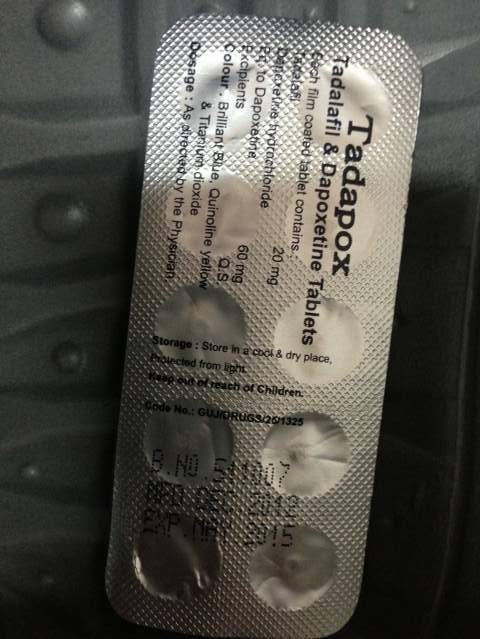 Tadapox
Tadalafil & Dapoxetine Tablets
Each film coated tablet contains :
Tadalafil 20 mg
Dapoxetine hydrochloride
Eq. to Dapoxetine 60 mg
Excipients Q.S.
Colour : Brilliant Blue, Quinoline yellow
& Titanium dioxide
Dosage : As directed by the Physician
Storage : Store in a cool & dry place,
Protected from light.
Keep out of reach of Children.
Code No.: GUJ/DRUGS/25/1325
B.NO.
EXP.